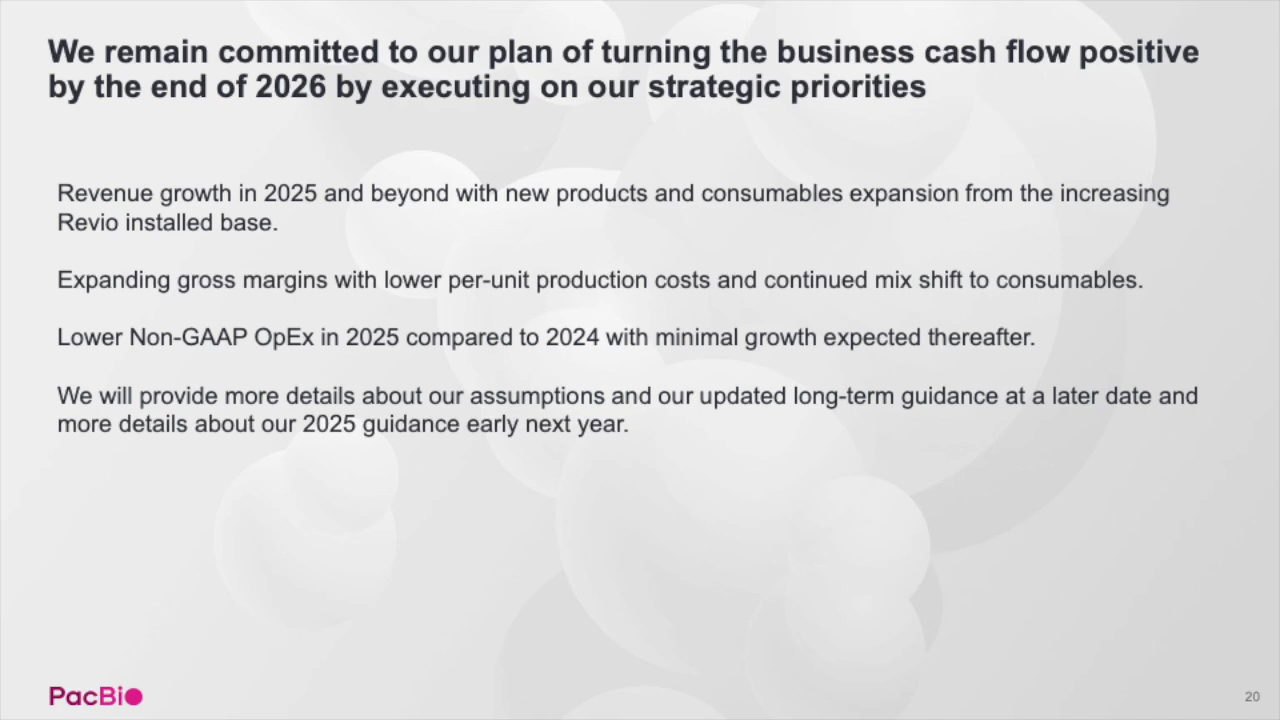 We remain committed to our plan of turning the business cash flow positive
by the end of 2026 by executing on our strategic priorities
Revenue growth in 2025 and beyond with new products and consumables expansion from the increasing
Revio installed base.
Expanding gross margins with lower per-unit production costs and continued mix shift to consumables.
Lower Non-GAAP OpEx in 2025 compared to 2024 with minimal growth expected thereafter.
We will provide more details about our assumptions and our updated long-term guidance at a later date and
more details about our 2025 guidance early next year.
PacBio
20